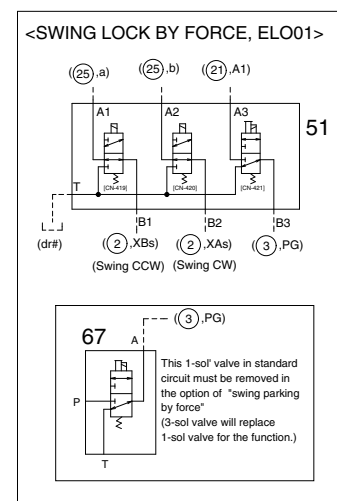 <SWING LOCK BY FORCE, ELO01>
(25,a) (25,b) (21,A1)
A1 A2 A3
51
[CN-419] [CN-420] [CN-421]
T
B1 B2 B3
(dr#) (2,XBs) (2,XAs) (3,PG)
(Swing CCW) (Swing CW)
(3,PG)
67 A
This 1-sol' valve in standard
circuit must be removed in
the option of "swing parking
by force"
(3-sol valve will replace
1-sol valve for the function.)
P
T